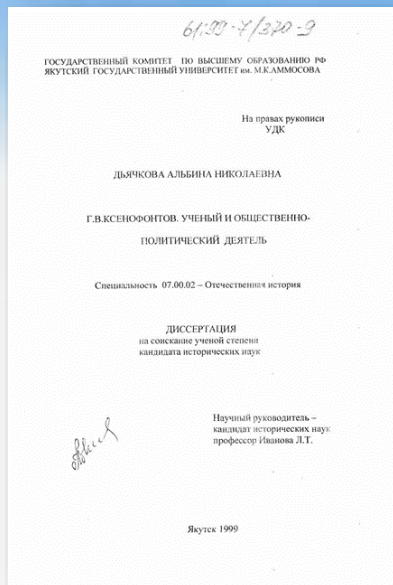 61:99-7/370-9
ГОСУДАРСТВЕННЫЙ КОМИТЕТ ПО ВЫСШЕМУ ОБРАЗОВАНИЮ РФ
ЯКУТСКИЙ ГОСУДАРСТВЕННЫЙ УНИВЕРСИТЕТ им. М.К.АММОСОВА
На правах рукописи
УДК
ДЬЯЧКОВА АЛЬБИНА НИКОЛАЕВНА
Г.В.КСЕНОФОНТОВ. УЧЕНЫЙ И ОБЩЕСТВЕННО-
ПОЛИТИЧЕСКИЙ ДЕЯТЕЛЬ
Специальность 07.00.02 – Отечественная история
ДИССЕРТАЦИЯ
на соискание ученой степени
кандидата исторических наук
Научный руководитель –
кандидат исторических наук
профессор Иванова Л.Т.
Якутск 1999